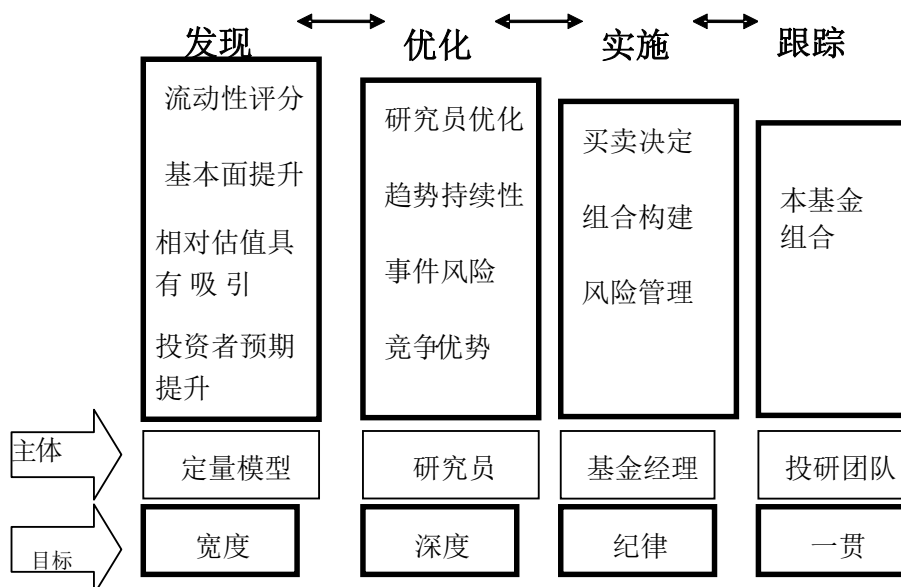 发现
优化
实施
跟踪
流动性评分
基本面提升
相对估值具
有 吸 引
投资者预期
提升
研究员优化
趋势持续性
事件风险
竞争优势
买卖决定
组合构建
风险管理
本基金
组合
主体
定量模型
研究员
基金经理
投研团队
目标
宽度
深度
纪律
一贯